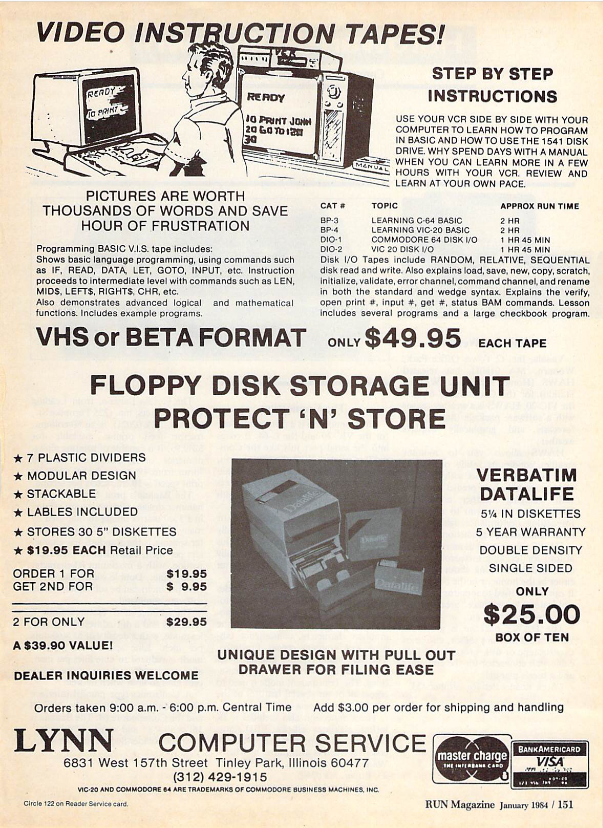 VIDEO INSTRUCTION TAPES!
VCR
READY
10 PRINT
READY
10 PRINT JOHN
20 GO TO 120
30
MANUAL
STEP BY STEP
INSTRUCTIONS
USE YOUR VCR SIDE BY SIDE WITH YOUR
COMPUTER TO LEARN HOW TO PROGRAM
IN BASIC AND HOW TO USE THE 1541 DISK
DRIVE. WHY SPEND DAYS WITH A MANUAL
WHEN YOU CAN LEARN MORE IN A FEW
HOURS WITH YOUR VCR. REVIEW AND
LEARN AT YOUR OWN PACE.
PICTURES ARE WORTH
THOUSANDS OF WORDS AND SAVE
HOUR OF FRUSTRATION
Programming BASIC V.I.S. tape includes:
Shows basic language programming, using commands such
as IF, READ, DATA, LET, GOTO, INPUT, etc. Instruction
proceeds to intermediate level with commands such as LEN,
MID$, LEFT$, RIGHT$, CHR, etc.
Also demonstrates advanced logical and mathematical
functions. Includes example programs.
CAT # TOPIC APPROX RUN TIME
BP-3 LEARNING C-64 BASIC 2 HR
BP-4 LEARNING VIC-20 BASIC 2 HR
DIO-1 COMMODORE 64 DISK I/O 1 HR 45 MIN
DIO-2 VIC 20 DISK I/O 1 HR 45 MIN
Disk I/O Tapes include RANDOM, RELATIVE, SEQUENTIAL
disk read and write. Also explains load, save, new, copy, scratch,
initialize, validate, error channel, command channel, and rename
in both the standard and wedge syntax. Explains the verify,
open print #, input #, get #, status BAM commands. Lesson
includes several programs and a large checkbook program.
VHS or BETA FORMAT ONLY $49.95 EACH TAPE
FLOPPY DISK STORAGE UNIT
PROTECT 'N' STORE
★ 7 PLASTIC DIVIDERS
★ MODULAR DESIGN
★ STACKABLE
★ LABLES INCLUDED
★ STORES 30 5" DISKETTES
★ $19.95 EACH Retail Price
ORDER 1 FOR $19.95
GET 2ND FOR $ 9.95
2 FOR ONLY $29.95
A $39.90 VALUE!
DEALER INQUIRIES WELCOME
Datalife
Datalife
Datalife
UNIQUE DESIGN WITH PULL OUT
DRAWER FOR FILING EASE
VERBATIM
DATALIFE
5¼ IN DISKETTES
5 YEAR WARRANTY
DOUBLE DENSITY
SINGLE SIDED
ONLY
$25.00
BOX OF TEN
Orders taken 9:00 a.m. - 6:00 p.m. Central Time Add $3.00 per order for shipping and handling
LYNN COMPUTER SERVICE
6831 West 157th Street Tinley Park, Illinois 60477
(312) 429-1915
VIC-20 AND COMMODORE 64 ARE TRADEMARKS OF COMMODORE BUSINESS MACHINES, INC.
master charge
THE INTERBANK CARD
BANKAMERICARD
VISA
Circle 122 on Reader Service card.
RUN Magazine January 1984 / 151